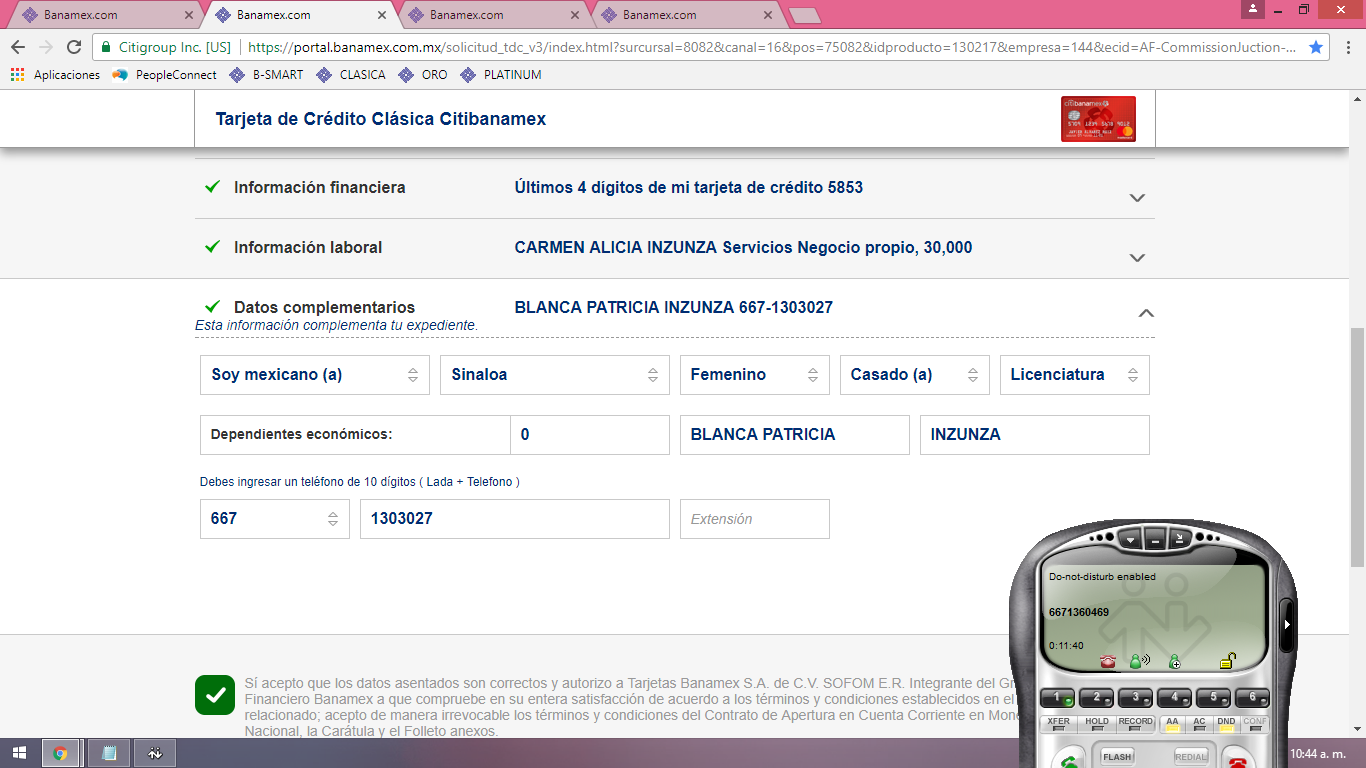 Banamex.com
Banamex.com
Banamex.com
Banamex.com
Citigroup Inc. [US] https://portal.banamex.com.mx/solicitud_tdc_v3/index.html?sursursal=8082&canal=16&pos=75082&idproducto=130217&empresa=144&ecid=AF-CommissionJuction-...
Aplicaciones PeopleConnect B-SMART CLASICA ORO PLATINUM
Tarjeta de Crédito Clásica Citibanamex
citibanamex
Información financiera Últimos 4 dígitos de mi tarjeta de crédito 5853
Información laboral CARMEN ALICIA INZUNZA Servicios Negocio propio, 30,000
Datos complementarios BLANCA PATRICIA INZUNZA 667-1303027
Esta información complementa tu expediente.
Soy mexicano (a) Sinaloa Femenino Casado (a) Licenciatura
Dependientes económicos: 0 BLANCA PATRICIA INZUNZA
Debes ingresar un teléfono de 10 dígitos ( Lada + Telefono )
667 1303027 Extensión
Do-not-disturb enabled
6671360469
0:11:40
1 2 3 4 5 6
XFER HOLD RECORD AA AC DND CONF
FLASH REDIAL
Sí acepto que los datos asentados son correctos y autorizo a Tarjetas Banamex S.A. de C.V. SOFOM E.R. Integrante del
Financiero Banamex a que compruebe en su entera satisfacción de acuerdo a los términos y condiciones establecidos en el
relacionado; acepto de manera irrevocable los términos y condiciones del Contrato de Apertura en Cuenta Corriente en
Nacional, la Carátula y el Folleto anexos.
10:44 a. m.